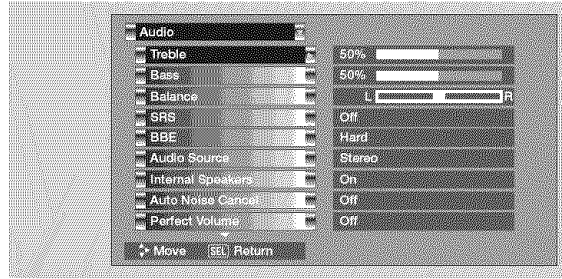 Audio
Treble 50%
Bass 50%
Balance L R
SRS Off
BBE Hard
Audio Source Stereo
Internal Speakers On
Auto Noise Cancel Off
Perfect Volume Off
Move SEL Return